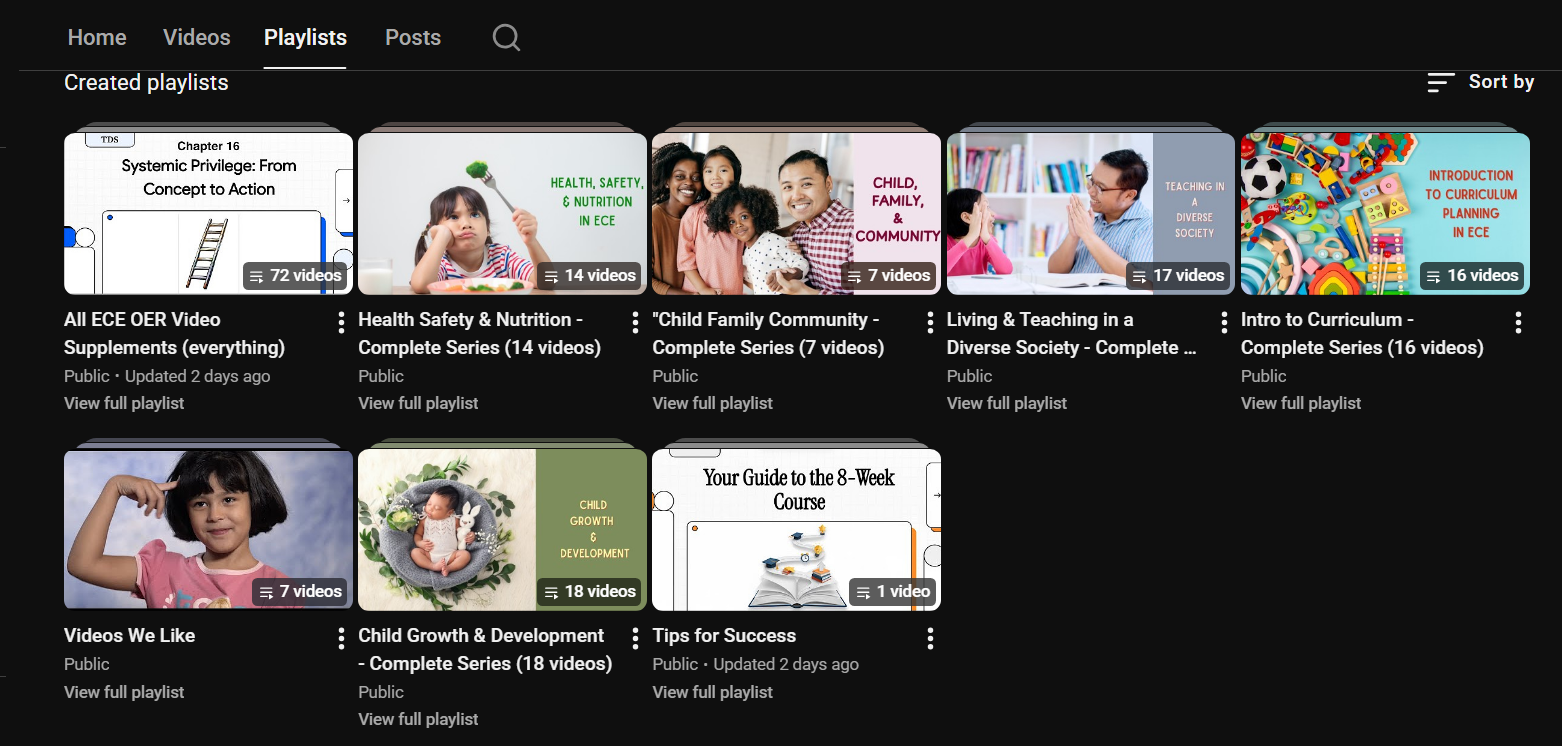 Home Videos Playlists Posts
Created playlists
Sort by
TDS
Chapter 16
Systemic Privilege: From
Concept to Action
72 videos
All ECE OER Video
Supplements (everything)
Public • Updated 2 days ago
View full playlist
HEALTH, SAFETY,
& NUTRITION
IN ECE
14 videos
Health Safety & Nutrition -
Complete Series (14 videos)
Public
View full playlist
CHILD,
FAMILY,
&
COMMUNITY
7 videos
"Child Family Community -
Complete Series (7 videos)
Public
View full playlist
TEACHING IN
A
DIVERSE
SOCIETY
17 videos
Living & Teaching in a
Diverse Society - Complete ...
Public
View full playlist
INTRODUCTION
TO CURRICULUM
PLANNING
IN ECE
16 videos
Intro to Curriculum -
Complete Series (16 videos)
Public
View full playlist
7 videos
Videos We Like
Public
View full playlist
CHILD
GROWTH
&
DEVELOPMENT
18 videos
Child Growth & Development
- Complete Series (18 videos)
Public
View full playlist
Your Guide to the 8-Week
Course
1 video
Tips for Success
Public • Updated 2 days ago
View full playlist